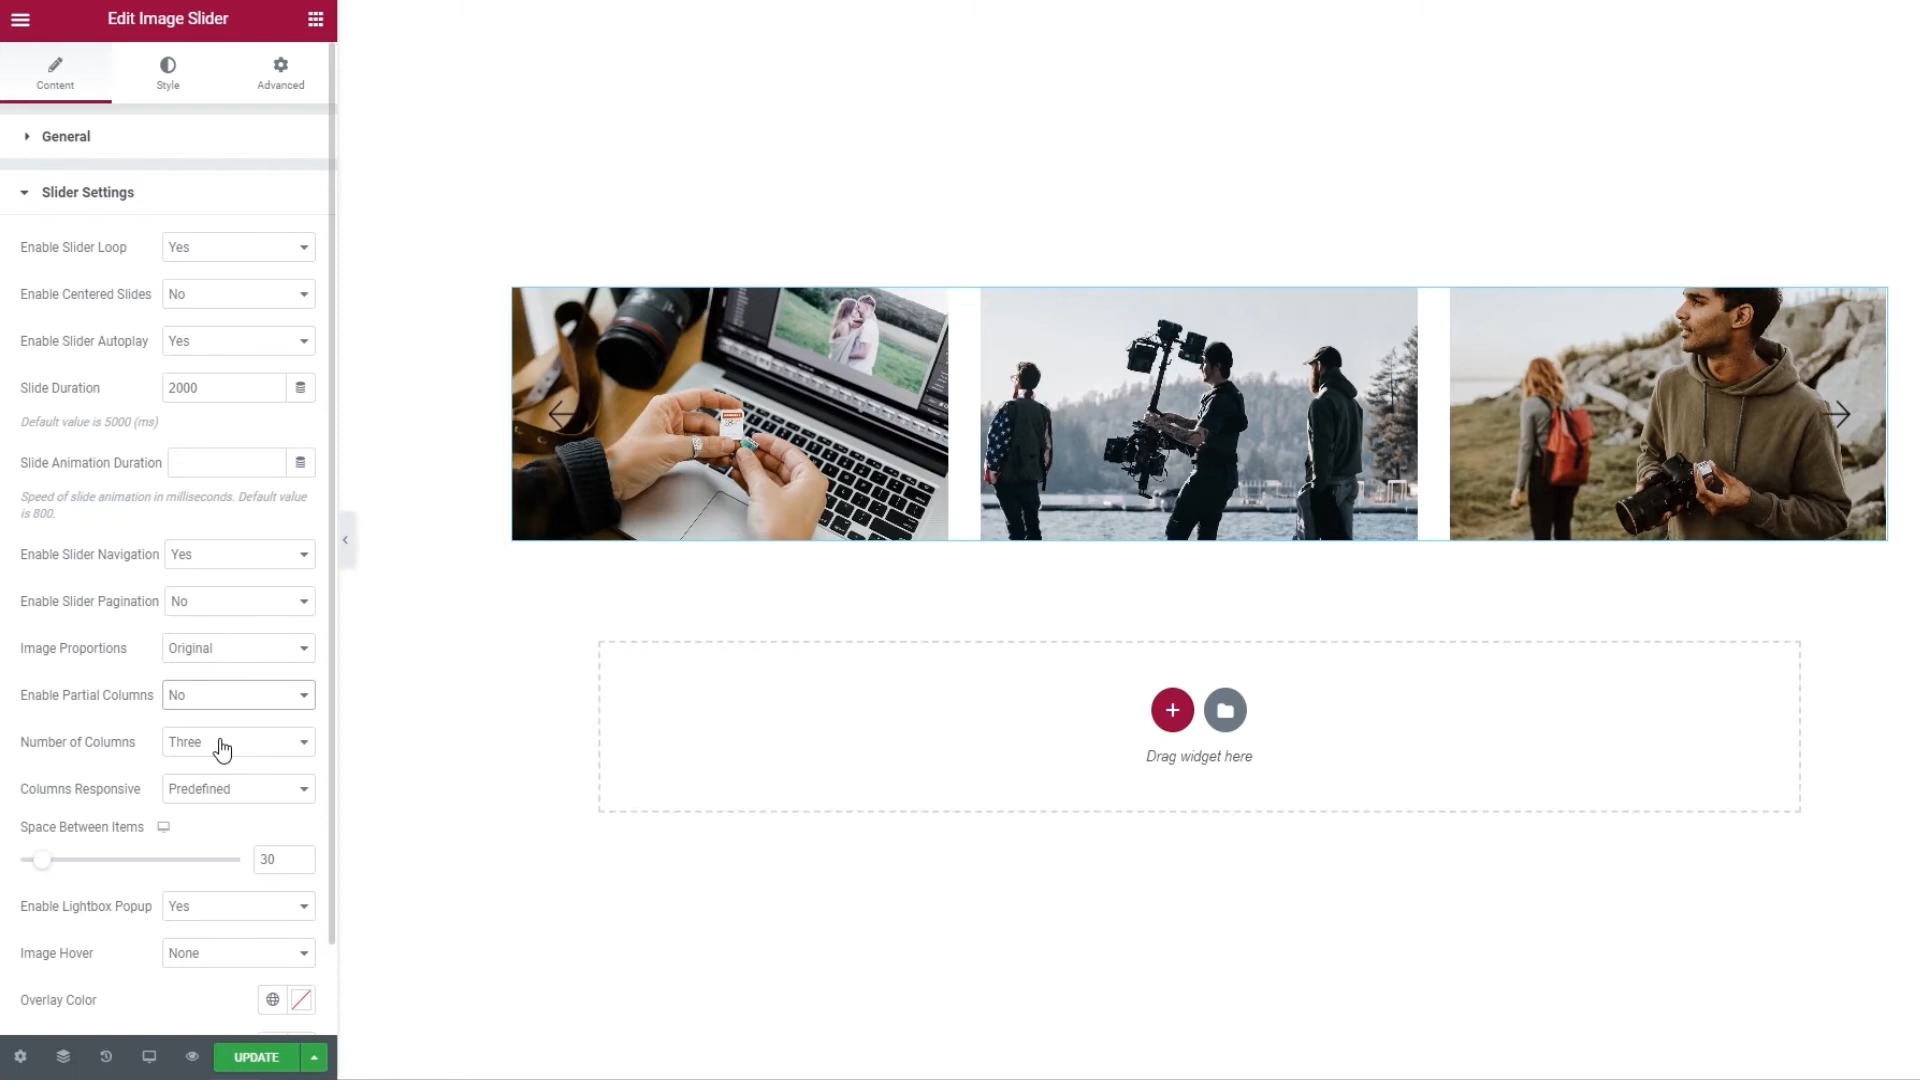 Edit Image Slider
Content
Style
Advanced
General
Slider Settings
Enable Slider Loop Yes
Enable Centered Slides No
Enable Slider Autoplay Yes
Slide Duration 2000
Default value is 5000 (ms)
Slide Animation Duration
Speed of slide animation in milliseconds. Default value
is 800.
Enable Slider Navigation Yes
Enable Slider Pagination No
Image Proportions Original
Enable Partial Columns No
Number of Columns Three
Columns Responsive Predefined
Space Between Items
30
Enable Lightbox Popup Yes
Image Hover None
Overlay Color
UPDATE
Drag widget here